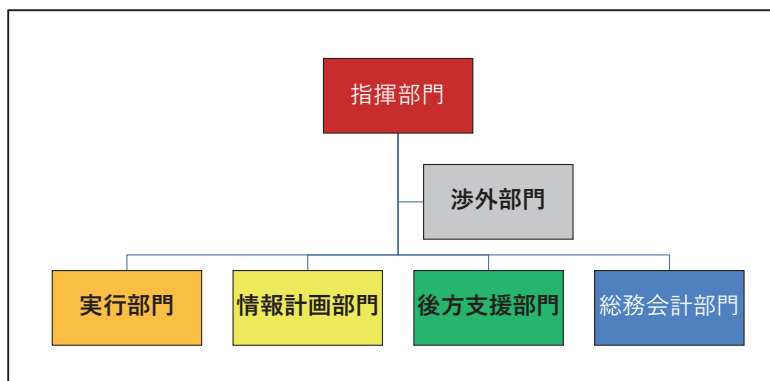 指揮部門
渉外部門
実行部門
情報計画部門
後方支援部門
総務会計部門